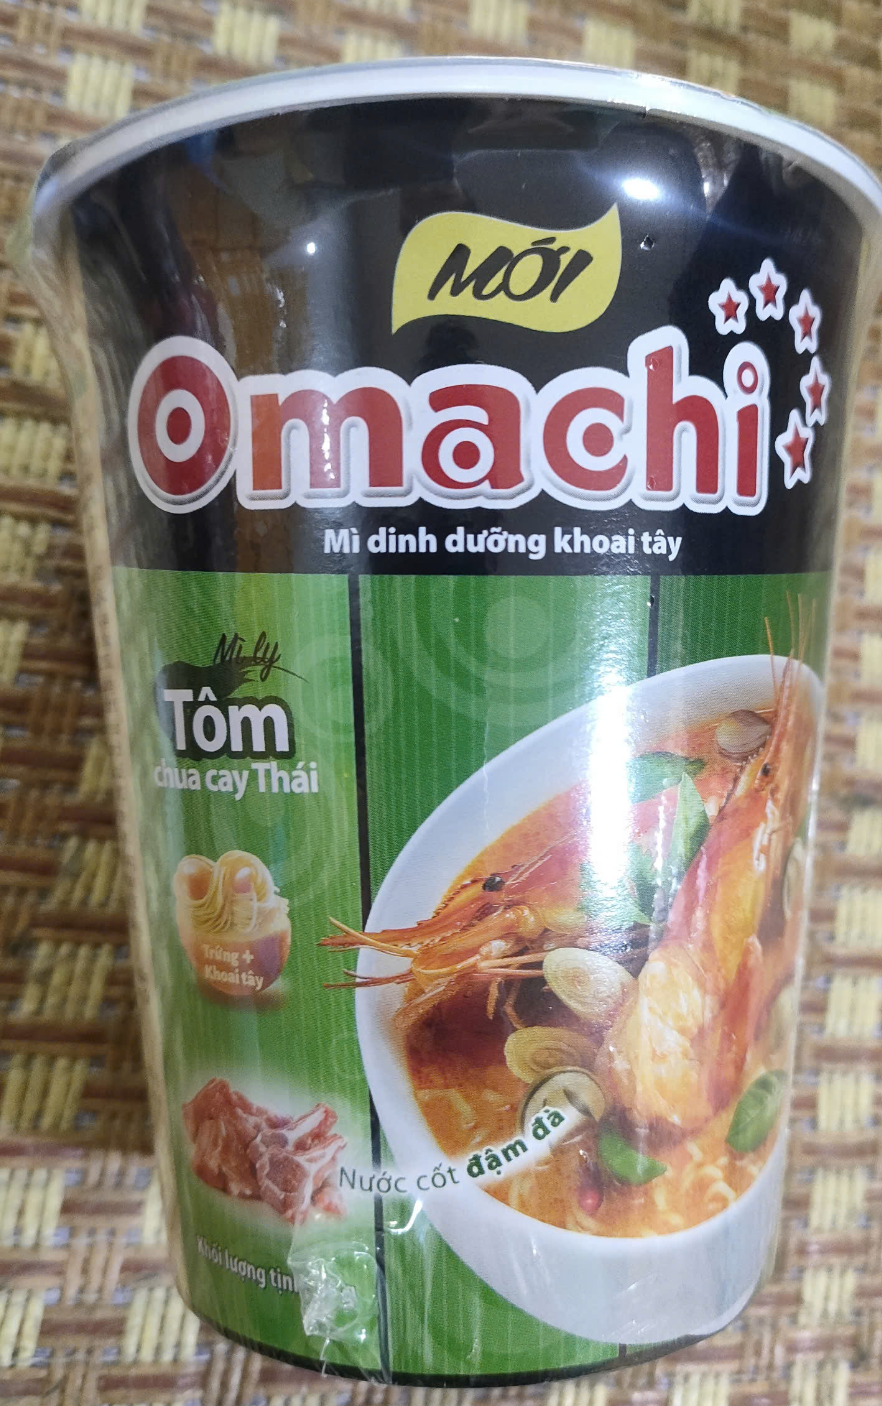 MỚI
Omachi
Mì dinh dưỡng khoai tây
Mì ly
Tôm
chua cay Thái
Trứng +
Khoai tây
Nước cốt đậm đà
Khối lượng tịnh